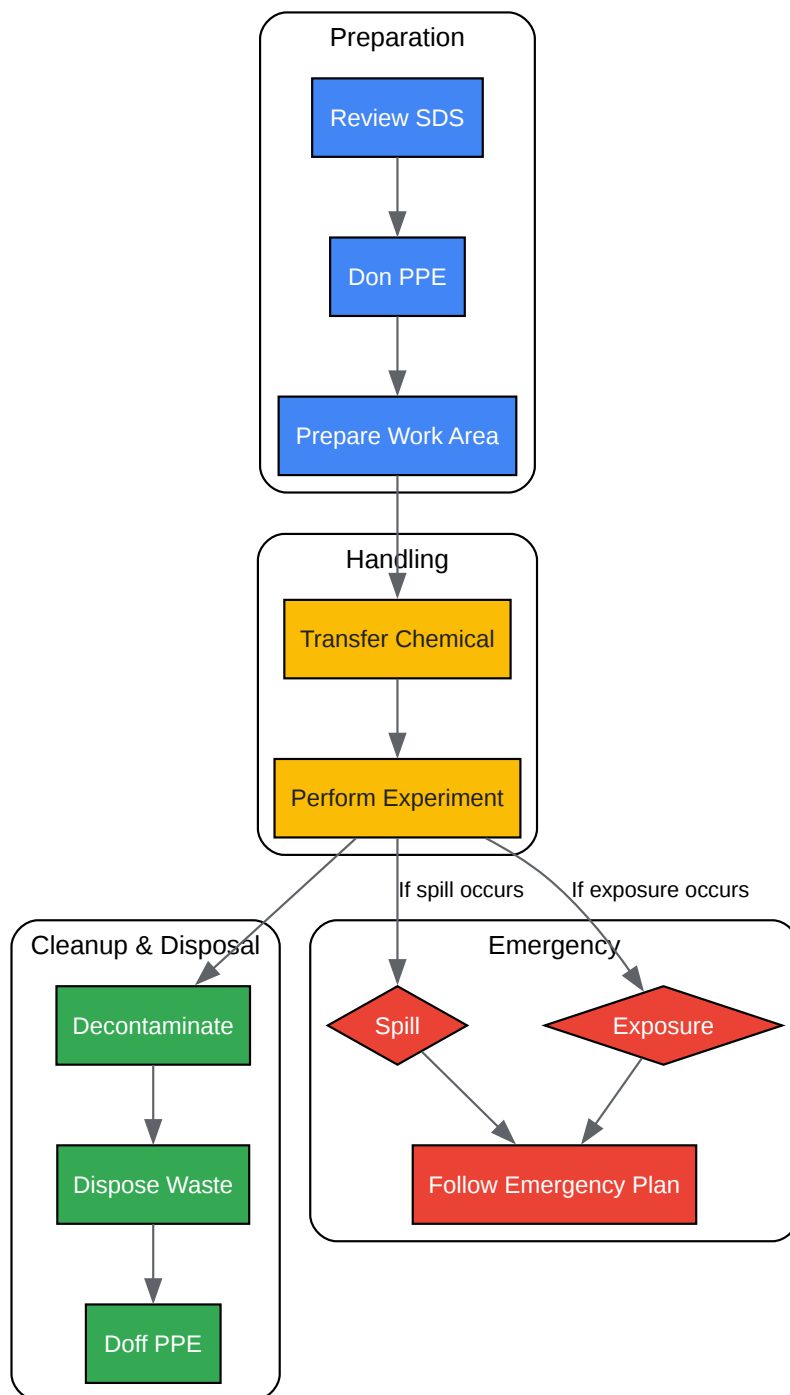 Preparation
Review SDS
Don PPE
Prepare Work Area
Handling
Transfer Chemical
Perform Experiment
If spill occurs
If exposure occurs
Cleanup & Disposal
Emergency
Decontaminate
Spill
Exposure
Dispose Waste
Follow Emergency Plan
Doff PPE